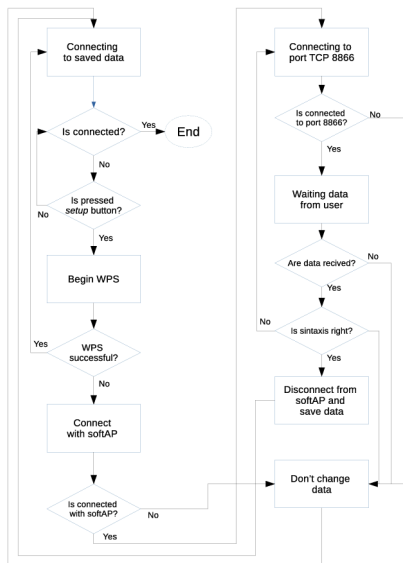 Connecting
to saved data
Is connected?
Yes
End
No
Is pressed
setup button?
No
Yes
Begin WPS
WPS
successful?
Yes
No
Connect
with softAP
Is connected
with softAP?
No
Yes
Connecting to
port TCP 8866
Is connected
to port 8866?
No
Yes
Waiting data
from user
Are data recived?
No
Yes
Is sintaxis right?
No
Yes
Disconnect from
softAP and
save data
Don't change
data